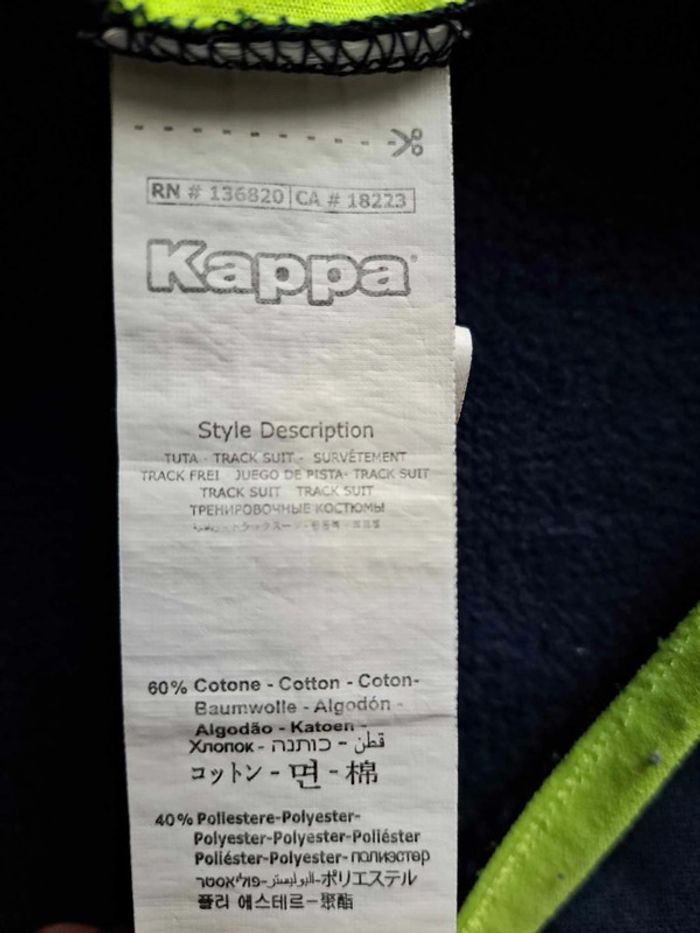 RN # 136820 CA # 18223
Kappa
Style Description
TUTA - TRACK SUIT - SURVÊTEMENT
TRACK FREI JUEGO DE PISTA- TRACK SUIT
TRACK SUIT TRACK SUIT
ТРЕНИРОВОЧНЫЕ КОСТЮМЫ
60% Cotone - Cotton - Coton-
Baumwolle - Algodón -
Algodão - Katoen -
Хлопок - כותנה - قطن
コットン - 면 - 棉
40% Poliestere-Polyester-
Polyester-Polyester-Poliéster
Poliéster-Polyester-полиэстер
פוליאסטר-البوليستر-ポリエステル
폴리 에스테르-聚酯